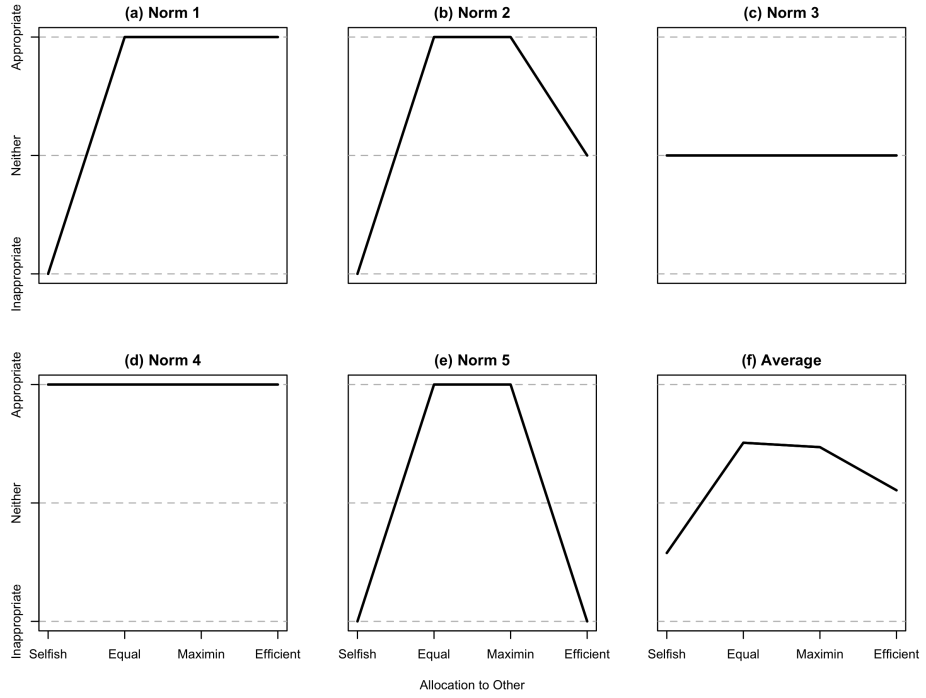 (a) Norm 1
(b) Norm 2
(c) Norm 3
Appropriate
Neither
Inappropriate
(d) Norm 4
(e) Norm 5
(f) Average
Appropriate
Neither
Inappropriate
Selfish Equal Maximin Efficient
Selfish Equal Maximin Efficient
Selfish Equal Maximin Efficient
Allocation to Other